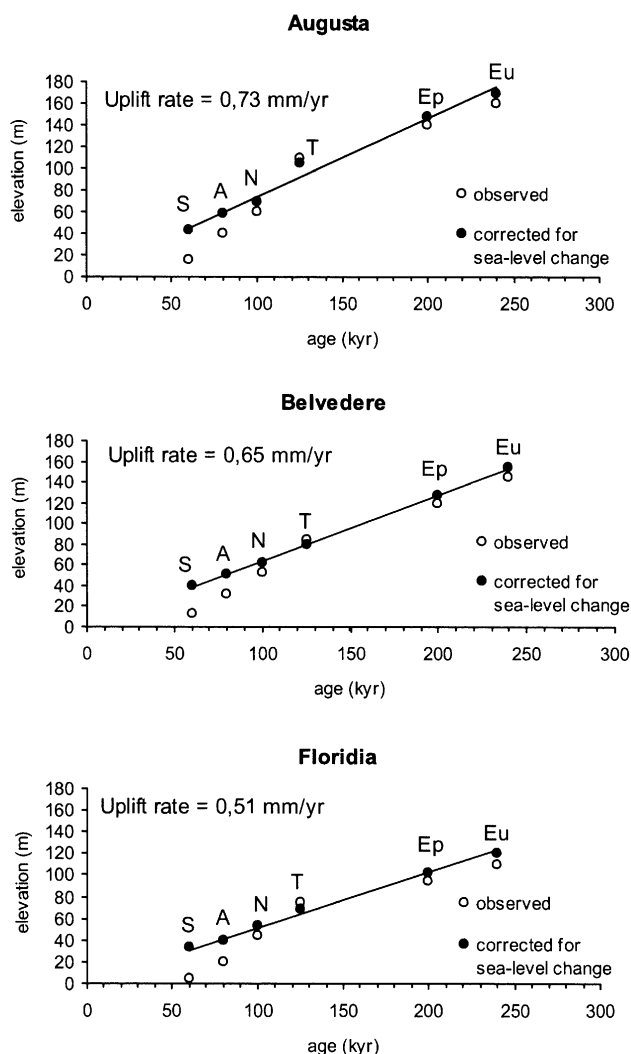 Augusta
Uplift rate = 0,73 mm/yr
elevation (m)
180
160
140
120
100
80
60
40
20
0
S
A
N
T
Ep
Eu
observed
corrected for
sea-level change
0
50
100
150
200
250
300
age (kyr)
Belvedere
Uplift rate = 0,65 mm/yr
elevation (m)
180
160
140
120
100
80
60
40
20
0
S
A
N
T
Ep
Eu
observed
corrected for
sea-level change
0
50
100
150
200
250
300
age (kyr)
Floridia
Uplift rate = 0,51 mm/yr
elevation (m)
180
160
140
120
100
80
60
40
20
0
S
A
N
T
Ep
Eu
observed
corrected for
sea-level change
0
50
100
150
200
250
300
age (kyr)